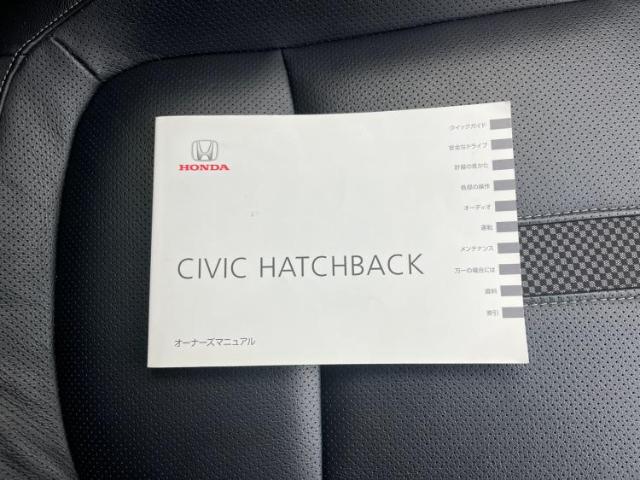 HONDA
CIVIC HATCHBACK
オーナーズマニュアル
クイックガイド
安全なドライブ
計器の見かた
各部の操作
オーディオ
運転
メンテナンス
万一の場合には
資料
索引